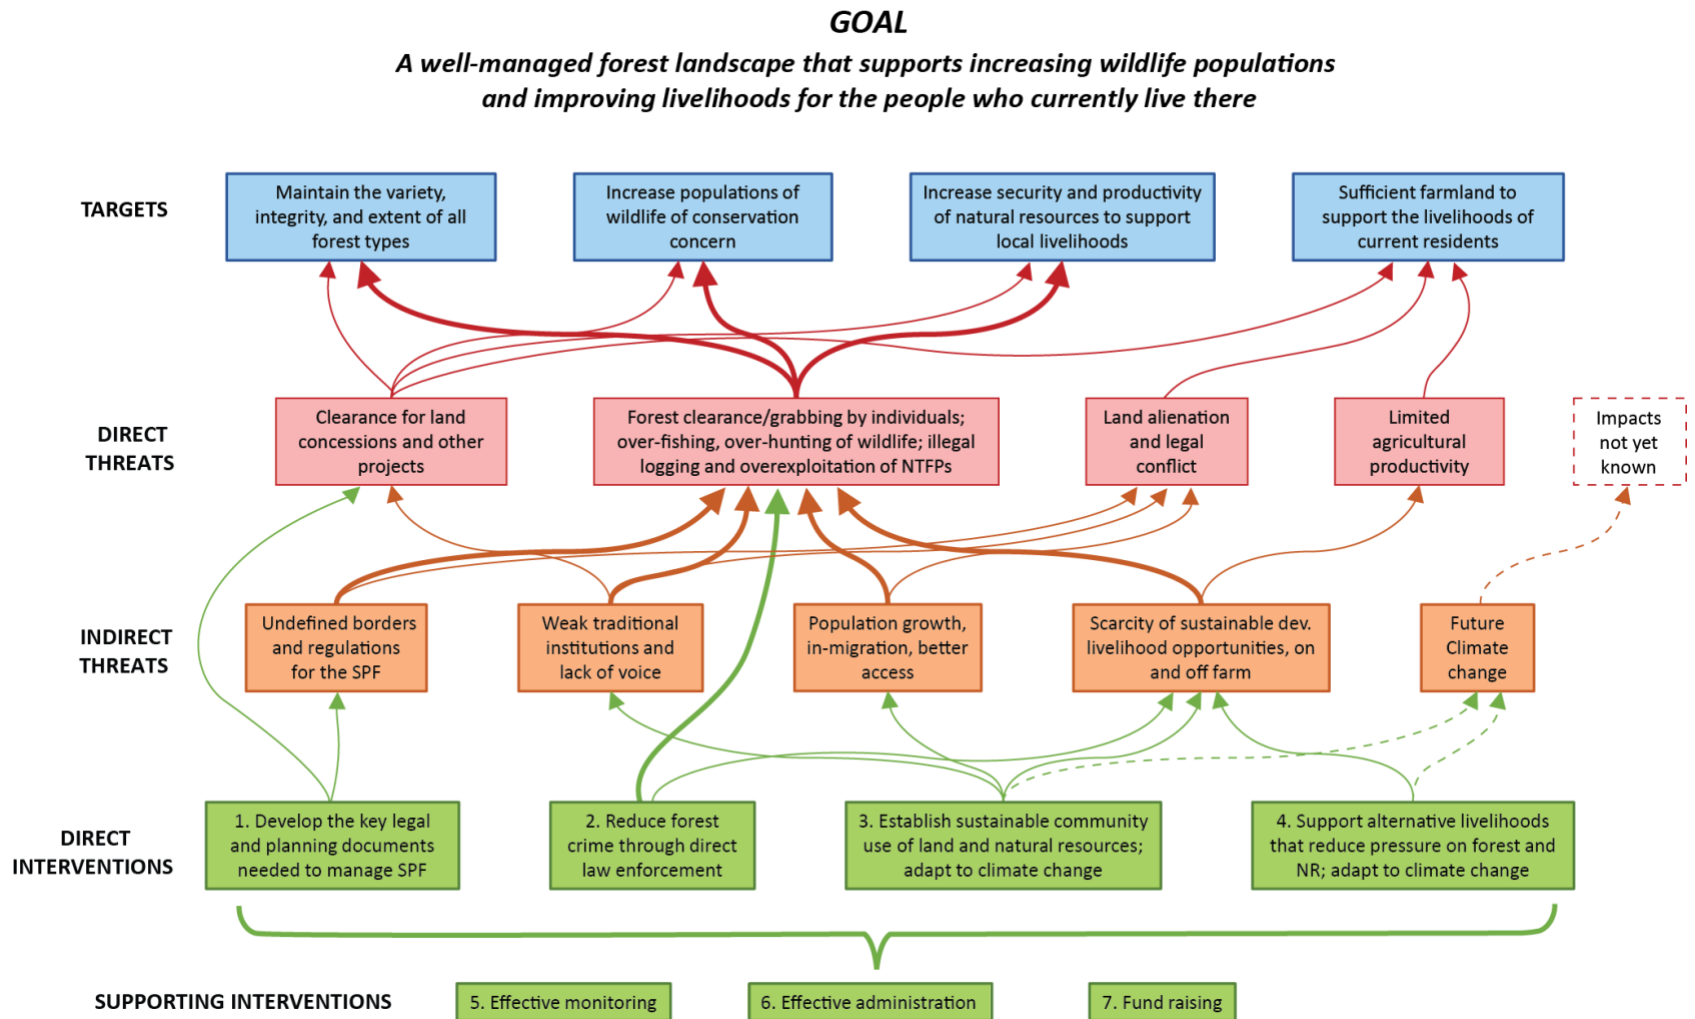 GOAL
A well-managed forest landscape that supports increasing wildlife populations
and improving livelihoods for the people who currently live there
TARGETS
Maintain the variety,
integrity, and extent of all
forest types
Increase populations of
wildlife of conservation
concern
Increase security and productivity
of natural resources to support
local livelihoods
Sufficient farmland to
support the livelihoods of
current residents
DIRECT
THREATS
Clearance for land
concessions and other
projects
Forest clearance/grabbing by individuals;
over-fishing, over-hunting of wildlife; illegal
logging and overexploitation of NTFPs
Land alienation
and legal
conflict
Limited
agricultural
productivity
Impacts
not yet
known
INDIRECT
THREATS
Undefined borders
and regulations
for the SPF
Weak traditional
institutions and
lack of voice
Population growth,
in-migration, better
access
Scarcity of sustainable dev.
livelihood opportunities, on
and off farm
Future
Climate
change
DIRECT
INTERVENTIONS
1. Develop the key legal
and planning documents
needed to manage SPF
2. Reduce forest
crime through direct
law enforcement
3. Establish sustainable community
use of land and natural resources;
adapt to climate change
4. Support alternative livelihoods
that reduce pressure on forest and
NR; adapt to climate change
SUPPORTING INTERVENTIONS
5. Effective monitoring
6. Effective administration
7. Fund raising